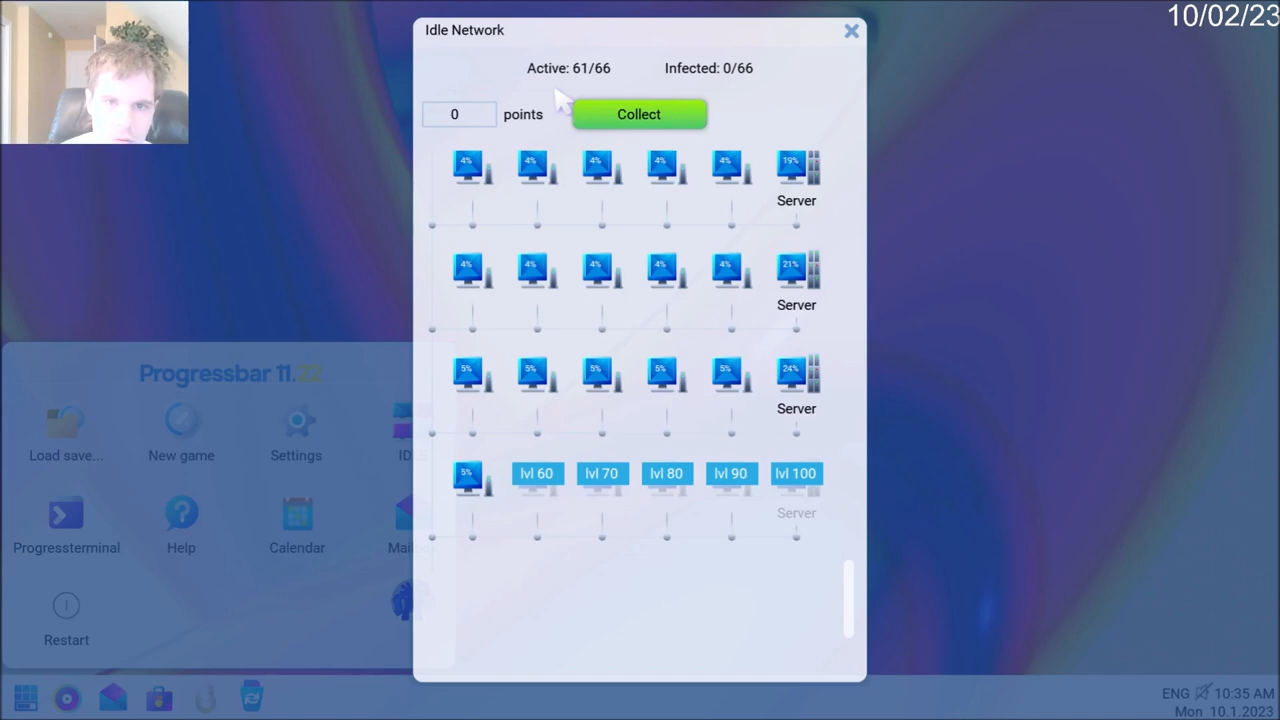 10/02/23
Idle Network
Active: 61/66 Infected: 0/66
0 points Collect
4% 4% 4% 4% 4% 19%
Server
4% 4% 4% 4% 4% 21%
Server
5% 5% 5% 5% 5% 24%
Server
5% lvl 60 lvl 70 lvl 80 lvl 90 lvl 100
Server
Progressbar 11.22
Load save... New game Settings
Progressterminal Help Calendar
Restart
ENG 10:35 AM
Mon 10.1.2023